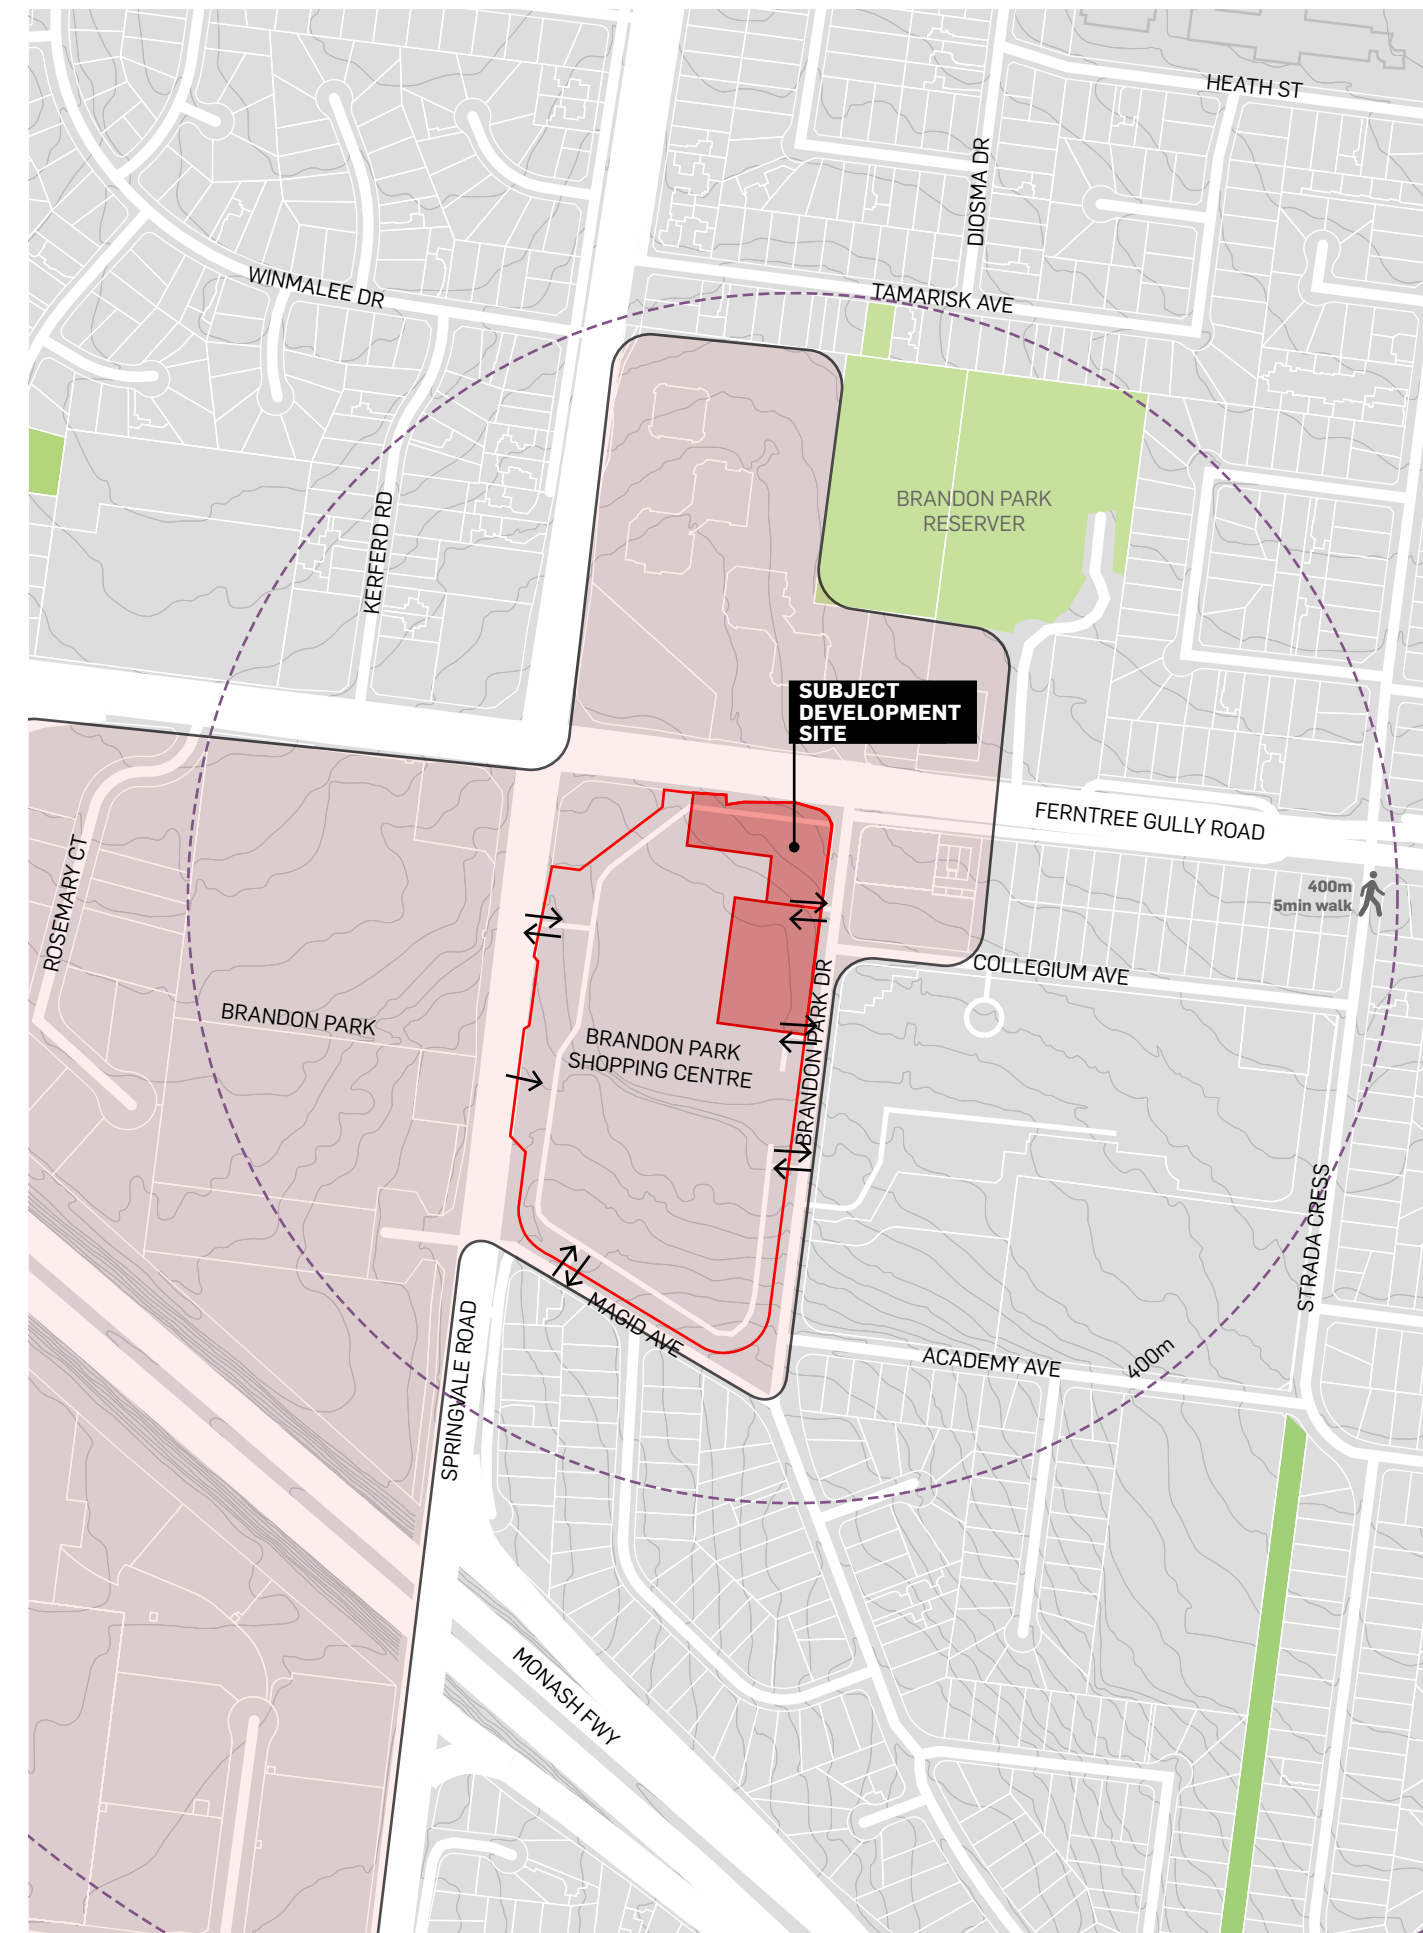 HEATH ST
DIOSMA DR
WINMALEE DR
TAMARISK AVE
BRANDON PARK
RESERVER
KERFERD RD
SUBJECT
DEVELOPMENT
SITE
FERNTREE GULLY ROAD
400m
5min walk
ROSEMARY CT
COLLEGIUM AVE
BRANDON PARK
BRANDON PARK
SHOPPING CENTRE
BRANDON PARK DR
STRADA CRESS
MAGID AVE
SPRINGVALE ROAD
ACADEMY AVE
400m
MONASH FWY